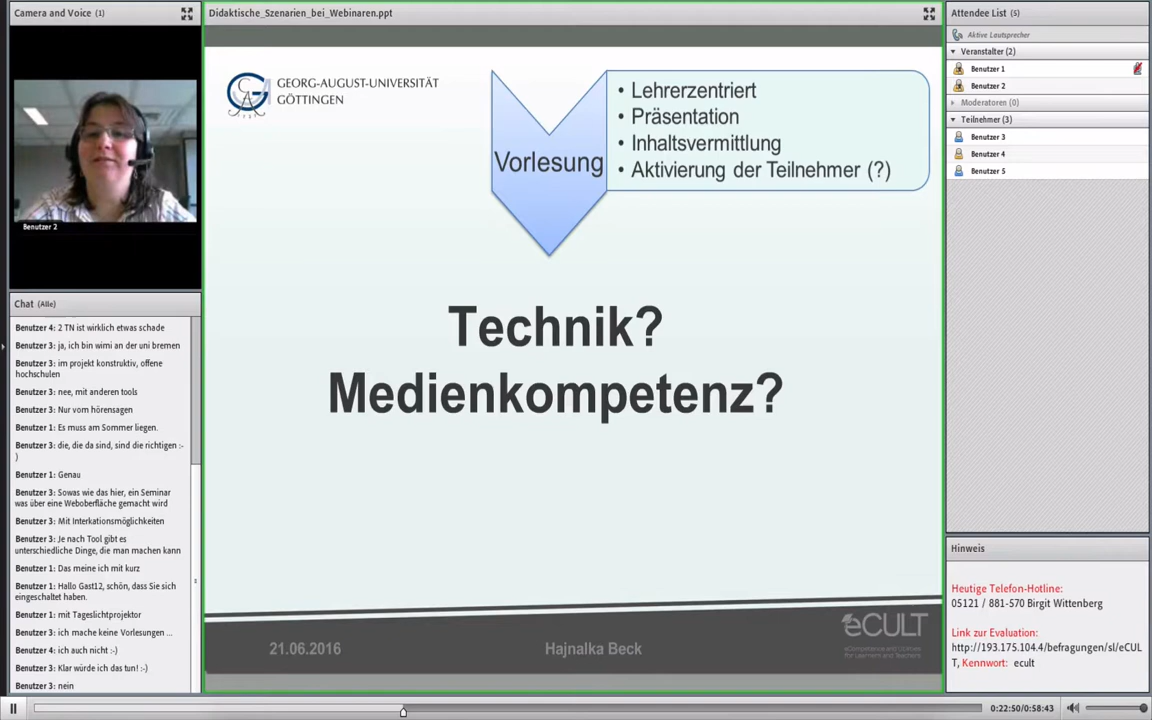 Camera and Voice (1)
Benutzer 2
Chat (Alle)
Benutzer 4: 2 TN ist wirklich etwas schade
Benutzer 3: ja, ich bin wimi an der uni bremen
Benutzer 3: im projekt konstruktiv, offene
hochschulen
Benutzer 3: nee, mit anderen tools
Benutzer 3: Nur vom hörensagen
Benutzer 1: Es muss am Sommer liegen.
Benutzer 3: die, die da sind, sind die richtigen :-
)
Benutzer 1: Genau
Benutzer 3: Sowas wie das hier, ein Seminar
was über eine Weboberfläche gemacht wird
Benutzer 3: Mit Interkationsmöglichkeiten
Benutzer 3: Je nach Tool gibt es
unterschiedliche Dinge, die man machen kann
Benutzer 1: Das meine ich mit kurz
Benutzer 1: Hallo Gast12, schön, dass Sie sich
eingeschaltet haben.
Benutzer 1: mit Tageslichtprojektor
Benutzer 3: ich mache keine Vorlesungen ...
Benutzer 4: ich auch nicht :-)
Benutzer 3: Klar würde ich das tun! :-)
Benutzer 3: nein
Didaktische_Szenarien_bei_Webinaren.ppt
GEORG-AUGUST-UNIVERSITÄT
GÖTTINGEN
Vorlesung
• Lehrerzentriert
• Präsentation
• Inhaltsvermittlung
• Aktivierung der Teilnehmer (?)
Technik?
Medienkompetenz?
21.06.2016
Hajnalka Beck
eCULT
eCompetence and Utilities
for Learners and Teachers
Attendee List (5)
Aktive Lautsprecher
Veranstalter (2)
Benutzer 1
Benutzer 2
Moderatoren (0)
Teilnehmer (3)
Benutzer 3
Benutzer 4
Benutzer 5
Hinweis
Heutige Telefon-Hotline:
05121 / 881-570 Birgit Wittenberg
Link zur Evaluation:
http://193.175.104.4/befragungen/sl/eCUL
T, Kennwort: ecult
0:22:50/0:58:43